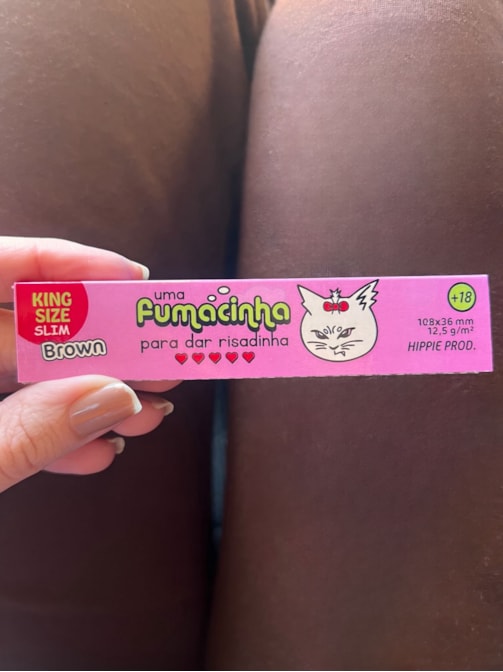 KING
SIZE
SLIM
Brown
uma
Fumacinha
para dar risadinha
+18
108x36 mm
12,5 g/m²
HIPPIE PROD.